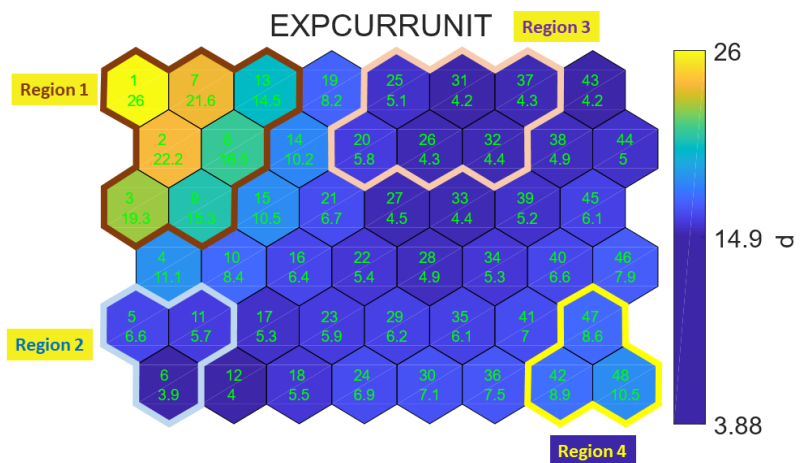 EXPCURRUNIT
Region 3
Region 1
1 7 13 19 25 31 37 43
26 21.6 14.5 8.2 5.1 4.2 4.3 4.2
2 8 14 20 26 32 38 44
22.2 10.2 5.8 4.3 4.4 4.9 5
3 9 15 21 27 33 39 45
19.3 10.5 6.7 4.5 4.4 5.2 6.1
4 10 16 22 28 34 40 46
11.1 8.4 6.4 5.4 4.9 5.3 6.6 7.9
5 11 17 23 29 35 41 47
6.6 5.7 5.3 5.9 6.2 6.1 7 8.6
Region 2
6 12 18 24 30 36 42 48
3.9 4 5.5 6.9 7.1 7.5 8.9 10.5
Region 4
26
14.9
3.88
d